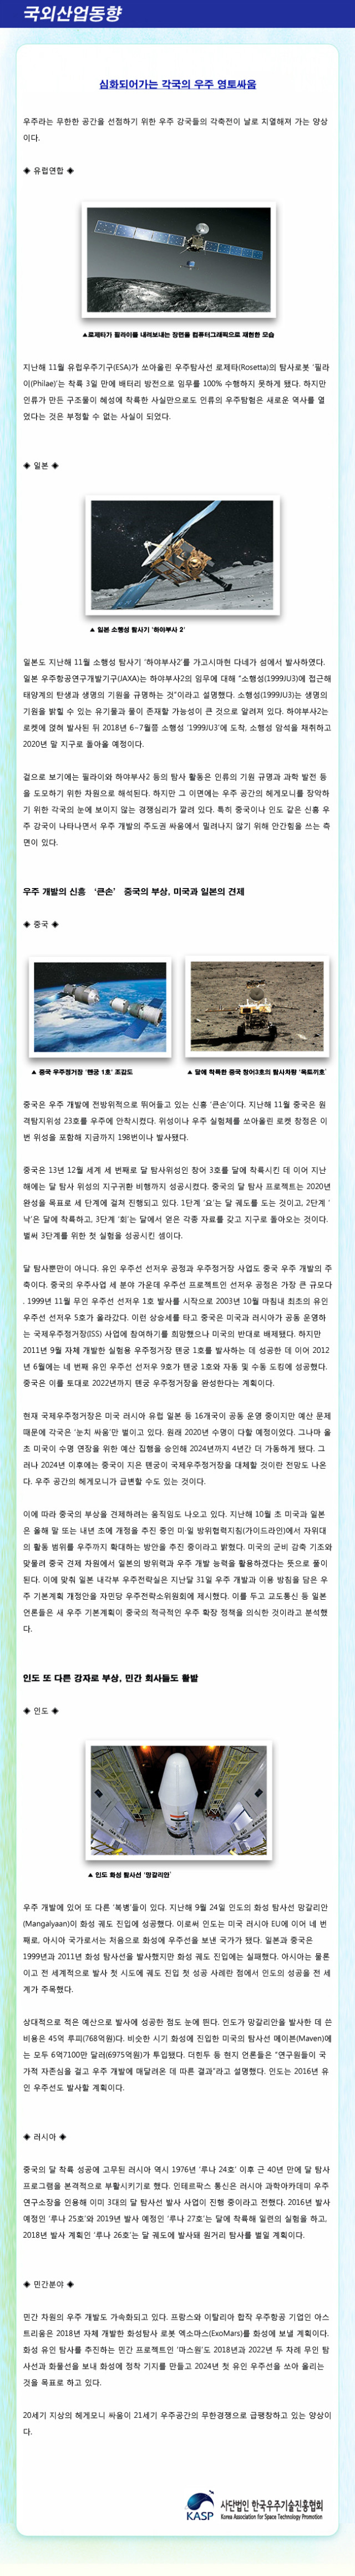 국외산업동향
심화되어가는 각국의 우주 영토싸움
우주라는 무한한 공간을 선점하기 위한 우주 강국들의 각축전이 날로 치열해져 가는 양상
이다.
◈ 유럽연합 ◈
▲로제타가 필라이를 내려보내는 장면을 컴퓨터그래픽으로 재현한 모습
지난해 11월 유럽우주기구(ESA)가 쏘아올린 우주탐사선 로제타(Rosetta)의 탐사로봇 '필라
이(Philae)'는 착륙 3일 만에 배터리 방전으로 임무를 100% 수행하지 못하게 됐다. 하지만
인류가 만든 구조물이 혜성에 착륙한 사실만으로도 인류의 우주탐험은 새로운 역사를 열
었다는 것은 부정할 수 없는 사실이 되었다.
◈ 일본 ◈
▲ 일본 소행성 탐사기 '하야부사 2'
일본도 지난해 11월 소행성 탐사기 '하야부사2'를 가고시마현 다네가 섬에서 발사하였다.
일본 우주항공연구개발기구(JAXA)는 하야부사2의 임무에 대해 "소행성(1999JU3)에 접근해
태양계의 탄생과 생명의 기원을 규명하는 것"이라고 설명했다. 소행성(1999JU3)는 생명의
기원을 밝힐 수 있는 유기물과 물이 존재할 가능성이 큰 것으로 알려져 있다. 하야부사2는
로켓에 얹혀 발사된 뒤 2018년 6~7월쯤 소행성 '1999JU3'에 도착, 소행성 암석을 채취하고
2020년 말 지구로 돌아올 예정이다.
겉으로 보기에는 필라이와 하야부사2 등의 탐사 활동은 인류의 기원 규명과 과학 발전 등
을 도모하기 위한 차원으로 해석된다. 하지만 그 이면에는 우주 공간의 헤게모니를 장악하
기 위한 각국의 눈에 보이지 않는 경쟁심리가 깔려 있다. 특히 중국이나 인도 같은 신흥 우
주 강국이 나타나면서 우주 개발의 주도권 싸움에서 밀려나지 않기 위해 안간힘을 쓰는 측
면이 있다.
우주 개발의 신흥 '큰손' 중국의 부상, 미국과 일본의 견제
◈ 중국 ◈
▲ 중국 우주정거장 '톈궁 1호' 조감도
▲ 달에 착륙한 중국 창어3호의 탐사차량 '옥토끼호'
중국은 우주 개발에 전방위적으로 뛰어들고 있는 신흥 '큰손'이다. 지난해 11월 중국은 원
격탐지위성 23호를 우주에 안착시켰다. 위성이나 우주 실험체를 쏘아올린 로켓 창정은 이
번 위성을 포함해 지금까지 198번이나 발사됐다.
중국은 13년 12월 세계 세 번째로 달 탐사위성인 창어 3호를 달에 착륙시킨 데 이어 지난
해에는 달 탐사 위성의 지구귀환 비행까지 성공시켰다. 중국의 달 탐사 프로젝트는 2020년
완성을 목표로 세 단계에 걸쳐 진행되고 있다. 1단계 '요'는 달 궤도를 도는 것이고, 2단계 '
낙'은 달에 착륙하고, 3단계 '회'는 달에서 얻은 각종 자료를 갖고 지구로 돌아오는 것이다.
벌써 3단계를 위한 첫 실험을 성공시킨 셈이다.
달 탐사뿐만이 아니다. 유인 우주선 선저우 공정과 우주정거장 사업도 중국 우주 개발의 주
축이다. 중국의 우주사업 세 분야 가운데 우주선 프로젝트인 선저우 공정은 가장 큰 규모다
. 1999년 11월 무인 우주선 선저우 1호 발사를 시작으로 2003년 10월 마침내 최초의 유인
우주선 선저우 5호가 올라갔다. 이런 상승세를 타고 중국은 미국과 러시아가 공동 운영하
는 국제우주정거장(ISS) 사업에 참여하기를 희망했으나 미국의 반대로 배제됐다. 하지만
2011년 9월 자체 개발한 실험용 우주정거장 톈궁 1호를 발사하는 데 성공한 데 이어 2012
년 6월에는 네 번째 유인 우주선 선저우 9호가 톈궁 1호와 자동 및 수동 도킹에 성공했다.
중국은 이를 토대로 2022년까지 톈궁 우주정거장을 완성한다는 계획이다.
현재 국제우주정거장은 미국 러시아 유럽 일본 등 16개국이 공동 운영 중이지만 예산 문제
때문에 각국은 '눈치 싸움'만 벌이고 있다. 원래 2020년 수명이 다할 예정이었다. 그나마 올
초 미국이 수명 연장을 위한 예산 집행을 승인해 2024년까지 4년간 더 가동하게 됐다. 그
러나 2024년 이후에는 중국이 지은 톈궁이 국제우주정거장을 대체할 것이란 전망도 나온
다. 우주 공간의 헤게모니가 급변할 수도 있는 것이다.
이에 따라 중국의 부상을 견제하려는 움직임도 나오고 있다. 지난해 10월 초 미국과 일본
은 올해 말 또는 내년 초에 개정을 추진 중인 미·일 방위협력지침(가이드라인)에서 자위대
의 활동 범위를 우주까지 확대하는 방안을 추진 중이라고 밝혔다. 미국의 군비 감축 기조와
맞물려 중국 견제 차원에서 일본의 방위력과 우주 개발 능력을 활용하겠다는 뜻으로 풀이
된다. 이에 맞춰 일본 내각부 우주전략실은 지난달 31일 우주 개발과 이용 방침을 담은 우
주 기본계획 개정안을 자민당 우주전략소위원회에 제시했다. 이를 두고 교도통신 등 일본
언론들은 새 우주 기본계획이 중국의 적극적인 우주 확장 정책을 의식한 것이라고 분석했
다.
인도 또 다른 강자로 부상, 민간 회사들도 활발
◈ 인도 ◈
▲ 인도 화성 탐사선 '망갈리안'
우주 개발에 있어 또 다른 '복병'들이 있다. 지난해 9월 24일 인도의 화성 탐사선 망갈리안
(Mangalyaan)이 화성 궤도 진입에 성공했다. 이로써 인도는 미국 러시아 EU에 이어 네 번
째로, 아시아 국가로서는 처음으로 화성에 우주선을 보낸 국가가 됐다. 일본과 중국은
1999년과 2011년 화성 탐사선을 발사했지만 화성 궤도 진입에는 실패했다. 아시아는 물론
이고 전 세계적으로 발사 첫 시도에 궤도 진입 첫 성공 사례란 점에서 인도의 성공을 전 세
계가 주목했다.
상대적으로 적은 예산으로 발사에 성공한 점도 눈에 띈다. 인도가 망갈리안을 발사한 데 쓴
비용은 45억 루피(768억원)다. 비슷한 시기 화성에 진입한 미국의 탐사선 메이븐(Maven)에
는 모두 6억7100만 달러(6975억원)가 투입됐다. 더힌두 등 현지 언론들은 "연구원들이 국
가적 자존심을 걸고 우주 개발에 매달려온 데 따른 결과"라고 설명했다. 인도는 2016년 유
인 우주선도 발사할 계획이다.
◈ 러시아 ◈
중국의 달 착륙 성공에 고무된 러시아 역시 1976년 '루나 24호' 이후 근 40년 만에 달 탐사
프로그램을 본격적으로 부활시키기로 했다. 인테르팍스 통신은 러시아 과학아카데미 우주
연구소장을 인용해 이미 3대의 달 탐사선 발사 사업이 진행 중이라고 전했다. 2016년 발사
예정인 '루나 25호'와 2019년 발사 예정인 '루나 27호'는 달에 착륙해 일련의 실험을 하고,
2018년 발사 계획인 '루나 26호'는 달 궤도에 발사돼 원거리 탐사를 벌일 계획이다.
◈ 민간분야 ◈
민간 차원의 우주 개발도 가속화되고 있다. 프랑스와 이탈리아 합작 우주항공 기업인 아스
트리움은 2018년 자체 개발한 화성탐사 로봇 엑소마스(ExoMars)를 화성에 보낼 계획이다.
화성 유인 탐사를 추진하는 민간 프로젝트인 '마스원'도 2018년과 2022년 두 차례 무인 탐
사선과 화물선을 보내 화성에 정착 기지를 만들고 2024년 첫 유인 우주선을 쏘아 올리는
것을 목표로 하고 있다.
20세기 지상의 헤게모니 싸움이 21세기 우주공간의 무한경쟁으로 급팽창하고 있는 양상이
다.
KASP 사단법인 한국우주기술진흥협회
Korea Association for Space Technology Promotion